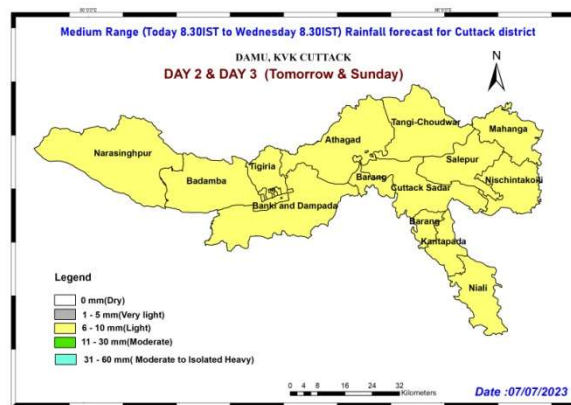 Medium Range (Today 8.30IST to Wednesday 8.30IST) Rainfall forecast for Cuttack district
DAMU, KVK CUTTACK
DAY 2 & DAY 3 (Tomorrow & Sunday)
N
Tangi-Choudwar
Mahanga
Athagad
Narasinghpur
Tigiria
Salepur
Badamba
Barang
Nischintakoili
Cuttack Sadar
Banki and Dampada
Barang
Kantapada
Niali
Legend
0 mm(Dry)
1 - 5 mm(Very light)
6 - 10 mm(Light)
11 - 30 mm(Moderate)
31 - 60 mm( Moderate to Isolated Heavy)
0 4 8 16 24 32
Kilometers
Date :07/07/2023